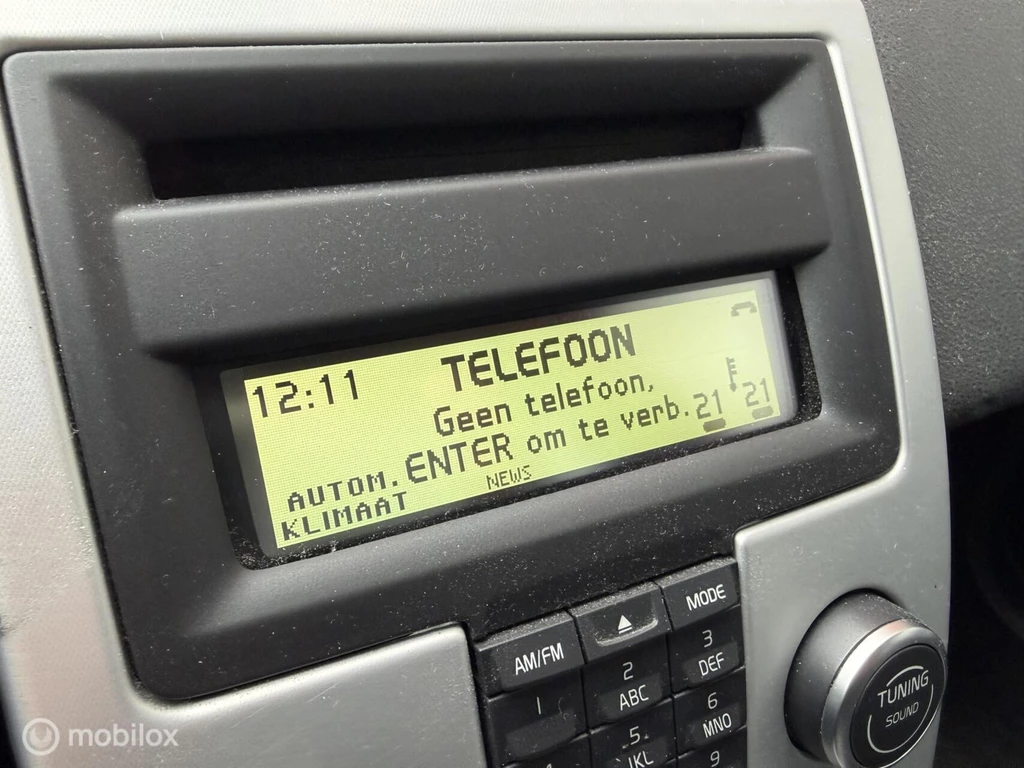 12:11
TELEFOON
Geen telefoon,
ENTER om te verb.
21 21
AUTOM.
KLIMAAT
NEWS
AM/FM
MODE
1
2
ABC
3
DEF
5
JKL
6
MNO
9
TUNING
SOUND
mobilox